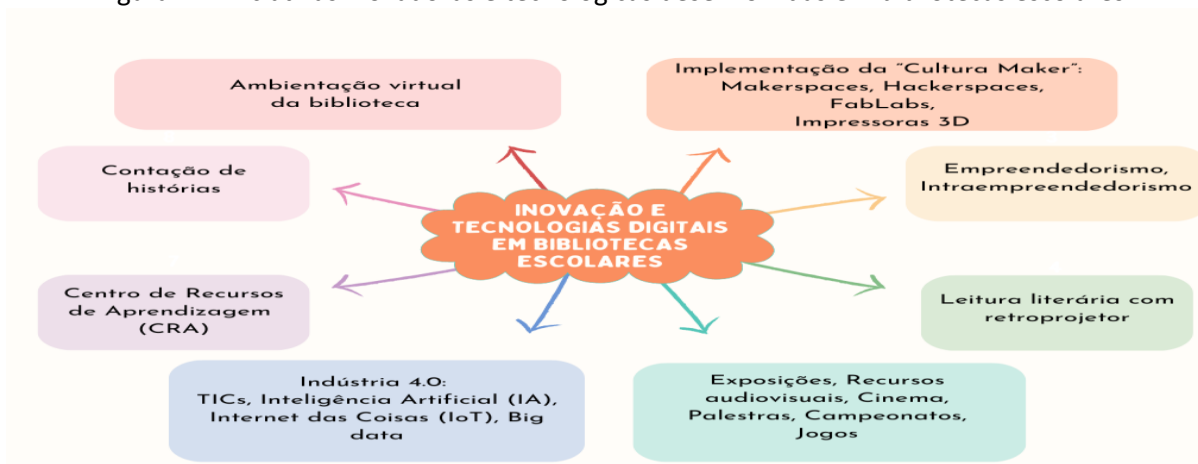 Ambientação virtual
da biblioteca
Implementação da “Cultura Maker”:
Makerspaces, Hackerspaces,
FabLabs,
Impressoras 3D
Contação de
histórias
Empreendedorismo,
Intraempreendedorismo
INOVAÇÃO E
TECNOLOGIAS DIGITAIS
EM BIBLIOTECAS
ESCOLARES
Centro de Recursos
de Aprendizagem
(CRA)
Leitura literária com
retroprojetor
Indústria 4.0:
TICs, Inteligência Artificial (IA),
Internet das Coisas (IoT), Big
data
Exposições, Recursos
audiovisuais, Cinema,
Palestras, Campeonatos,
Jogos